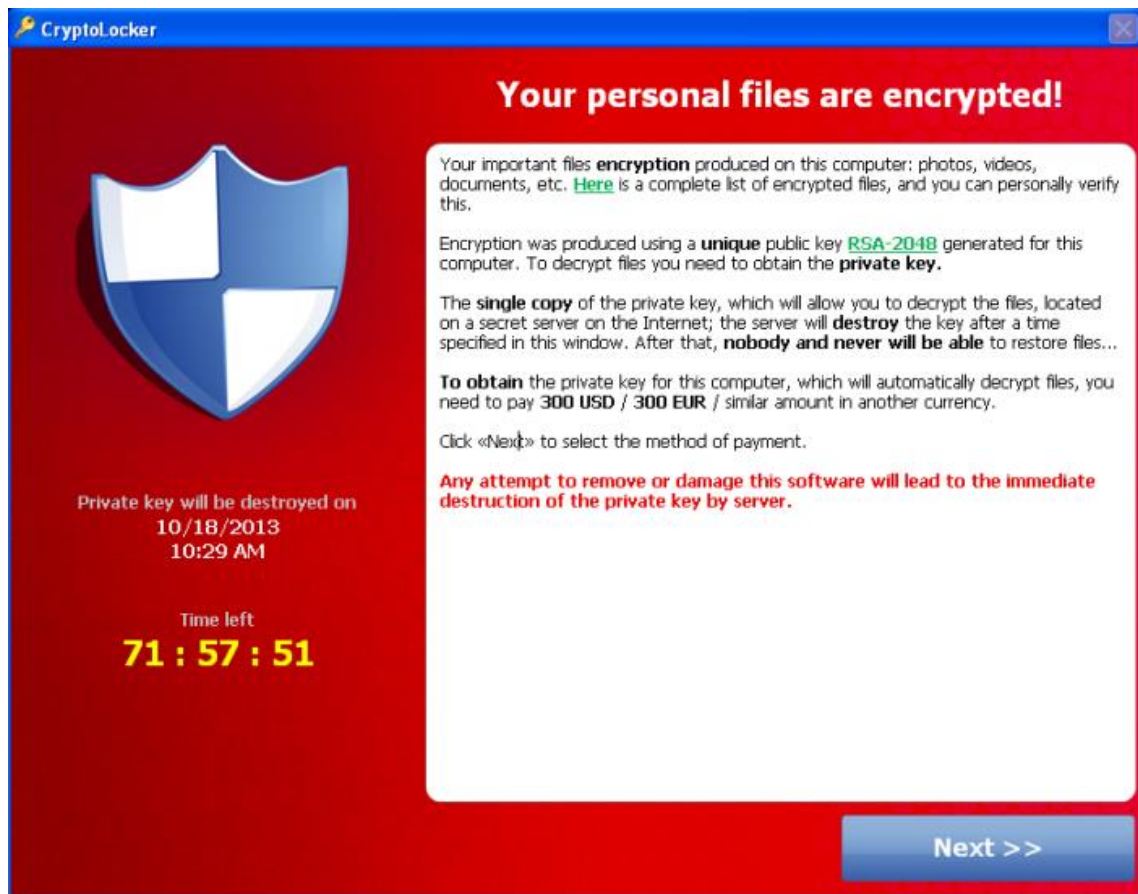 CryptoLocker
Your personal files are encrypted!
Your important files encryption produced on this computer: photos, videos,
documents, etc. Here is a complete list of encrypted files, and you can personally verify
this.
Encryption was produced using a unique public key RSA-2048 generated for this
computer. To decrypt files you need to obtain the private key.
The single copy of the private key, which will allow you to decrypt the files, located
on a secret server on the Internet; the server will destroy the key after a time
specified in this window. After that, nobody and never will be able to restore files...
To obtain the private key for this computer, which will automatically decrypt files, you
need to pay 300 USD / 300 EUR / similar amount in another currency.
Click «Next» to select the method of payment.
Any attempt to remove or damage this software will lead to the immediate
destruction of the private key by server.
Private key will be destroyed on
10/18/2013
10:29 AM
Time left
71 : 57 : 51
Next >>